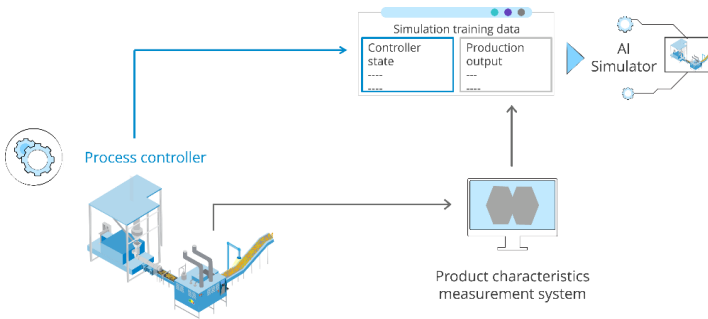 Simulation training data
Controller
state
----
----
Production
output
---
----
AI
Simulator
Process controller
Product characteristics
measurement system